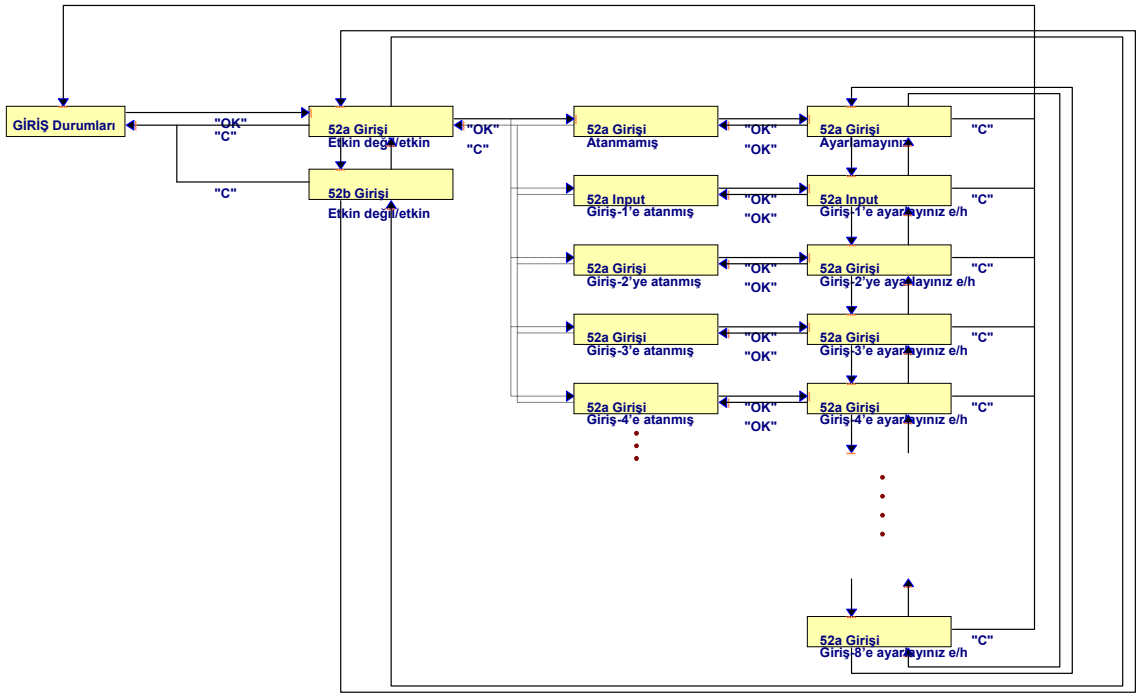 GİRİŞ Durumları
"OK"
"C"
"C"
52a Girişi
Etkin değil/etkin
52b Girişi
Etkin değil/etkin
"OK"
"C"
52a Girişi
Atanmamış
"OK"
"OK"
52a Girişi
Ayarlamayınız
"C"
52a Input
Giriş-1'e atanmış
"OK"
"OK"
52a Input
Giriş-1'e ayarlayınız e/h
"C"
52a Girişi
Giriş-2'ye atanmış
"OK"
"OK"
52a Girişi
Giriş-2'ye ayarlayınız e/h
"C"
52a Girişi
Giriş-3'e atanmış
"OK"
"OK"
52a Girişi
Giriş-3'e ayarlayınız e/h
"C"
52a Girişi
Giriş-4'e atanmış
"OK"
"OK"
52a Girişi
Giriş-4'e ayarlayınız e/h
"C"
52a Girişi
Giriş-8'e ayarlayınız e/h
"C"